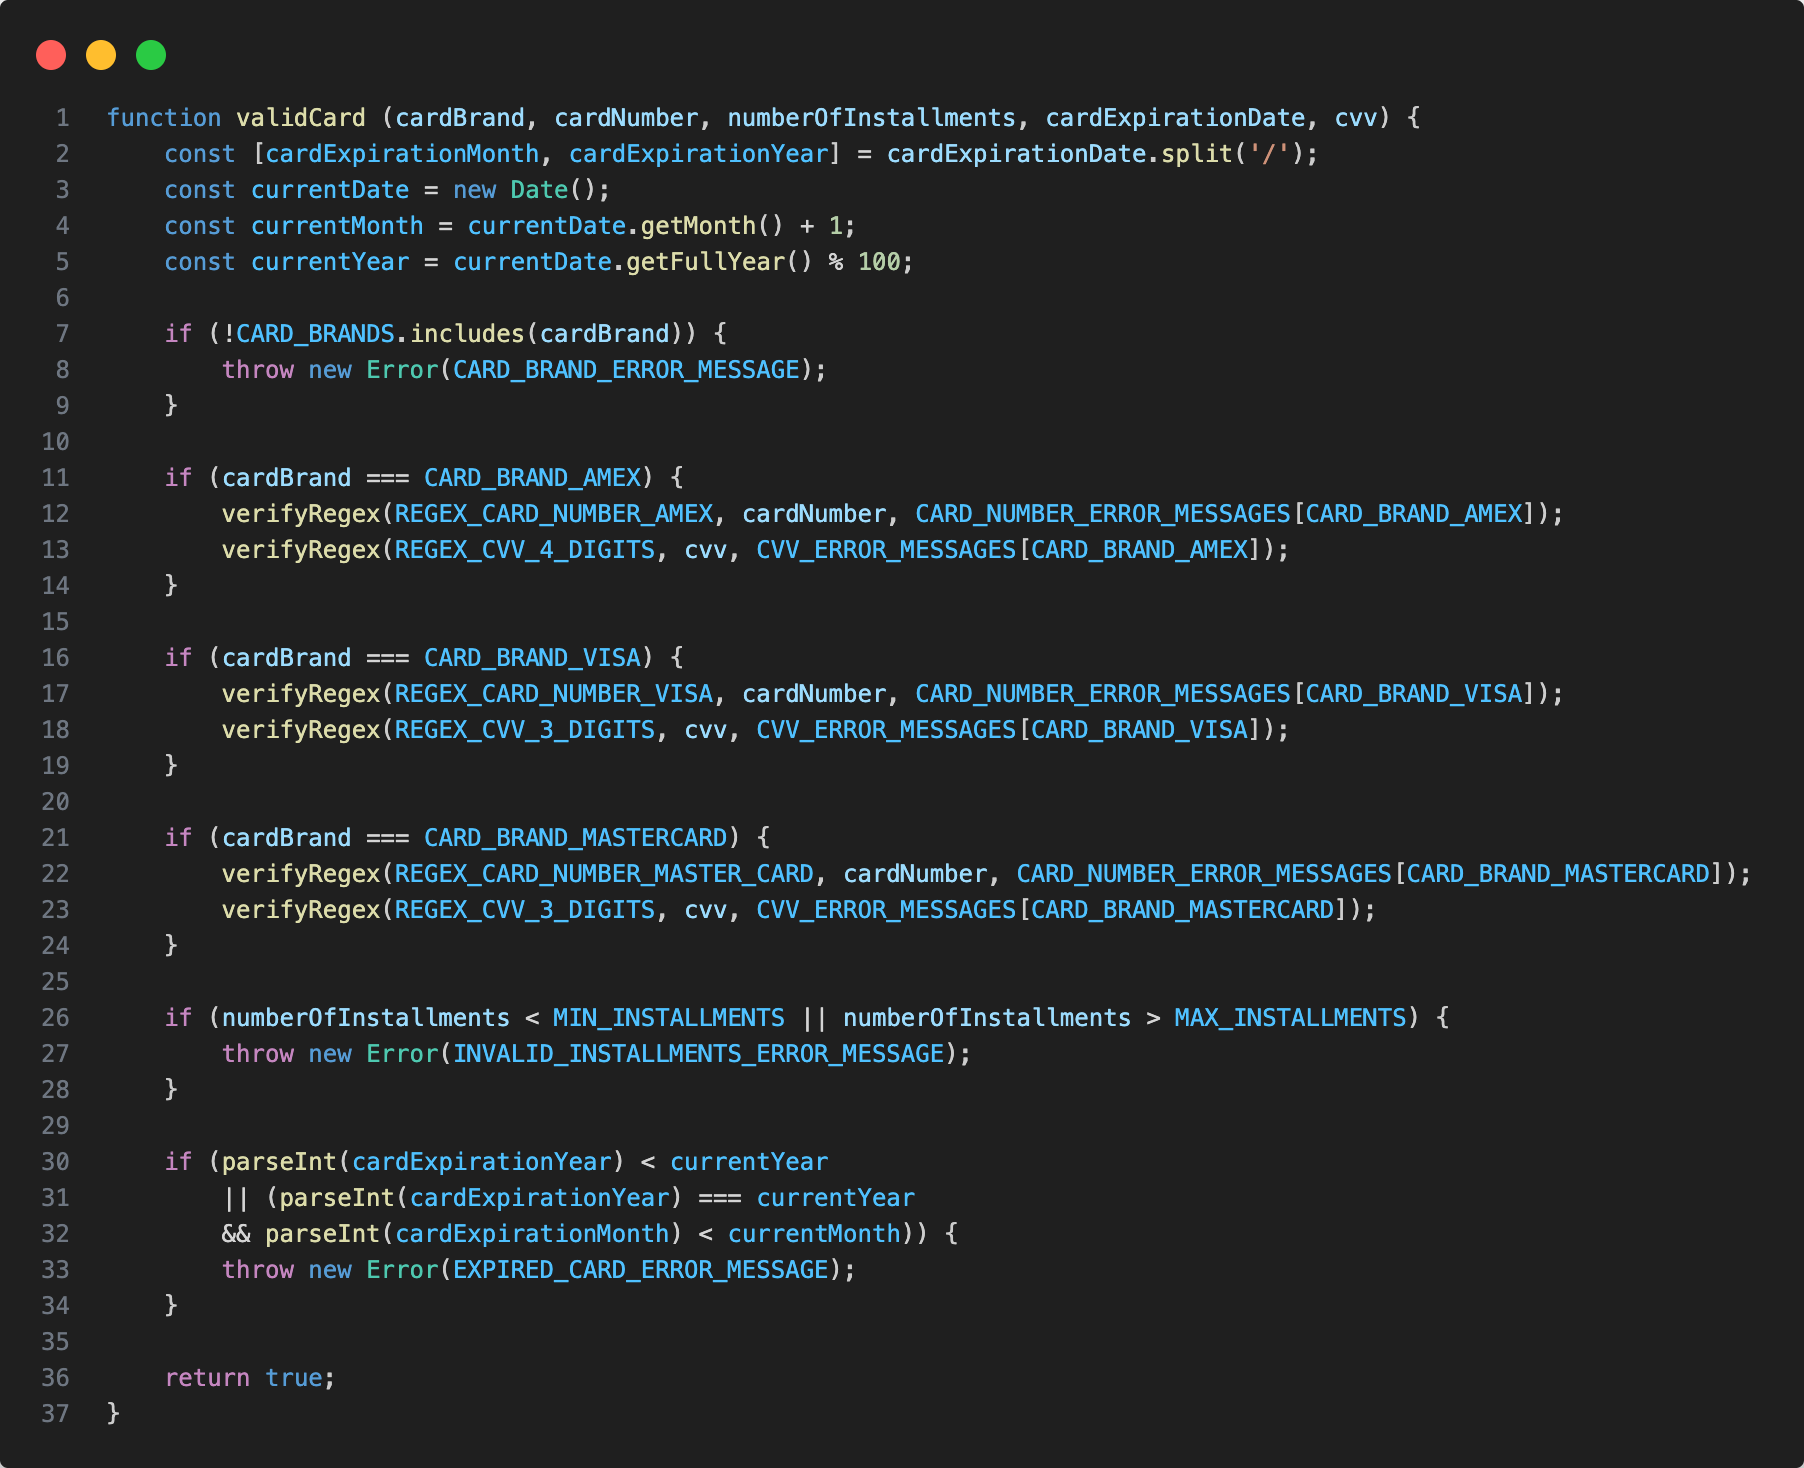 1 function validCard (cardBrand, cardNumber, numberOfInstallments, cardExpirationDate, cvv) {
2     const [cardExpirationMonth, cardExpirationYear] = cardExpirationDate.split('/');
3     const currentDate = new Date();
4     const currentMonth = currentDate.getMonth() + 1;
5     const currentYear = currentDate.getFullYear() % 100;
6
7     if (!CARD_BRANDS.includes(cardBrand)) {
8         throw new Error(CARD_BRAND_ERROR_MESSAGE);
9     }
10
11     if (cardBrand === CARD_BRAND_AMEX) {
12         verifyRegex(REGEX_CARD_NUMBER_AMEX, cardNumber, CARD_NUMBER_ERROR_MESSAGES[CARD_BRAND_AMEX]);
13         verifyRegex(REGEX_CVV_4_DIGITS, cvv, CVV_ERROR_MESSAGES[CARD_BRAND_AMEX]);
14     }
15
16     if (cardBrand === CARD_BRAND_VISA) {
17         verifyRegex(REGEX_CARD_NUMBER_VISA, cardNumber, CARD_NUMBER_ERROR_MESSAGES[CARD_BRAND_VISA]);
18         verifyRegex(REGEX_CVV_3_DIGITS, cvv, CVV_ERROR_MESSAGES[CARD_BRAND_VISA]);
19     }
20
21     if (cardBrand === CARD_BRAND_MASTERCARD) {
22         verifyRegex(REGEX_CARD_NUMBER_MASTER_CARD, cardNumber, CARD_NUMBER_ERROR_MESSAGES[CARD_BRAND_MASTERCARD]);
23         verifyRegex(REGEX_CVV_3_DIGITS, cvv, CVV_ERROR_MESSAGES[CARD_BRAND_MASTERCARD]);
24     }
25
26     if (numberOfInstallments < MIN_INSTALLMENTS || numberOfInstallments > MAX_INSTALLMENTS) {
27         throw new Error(INVALID_INSTALLMENTS_ERROR_MESSAGE);
28     }
29
30     if (parseInt(cardExpirationYear) < currentYear
31         || (parseInt(cardExpirationYear) === currentYear
32         && parseInt(cardExpirationMonth) < currentMonth)) {
33         throw new Error(EXPIRED_CARD_ERROR_MESSAGE);
34     }
35
36     return true;
37 }